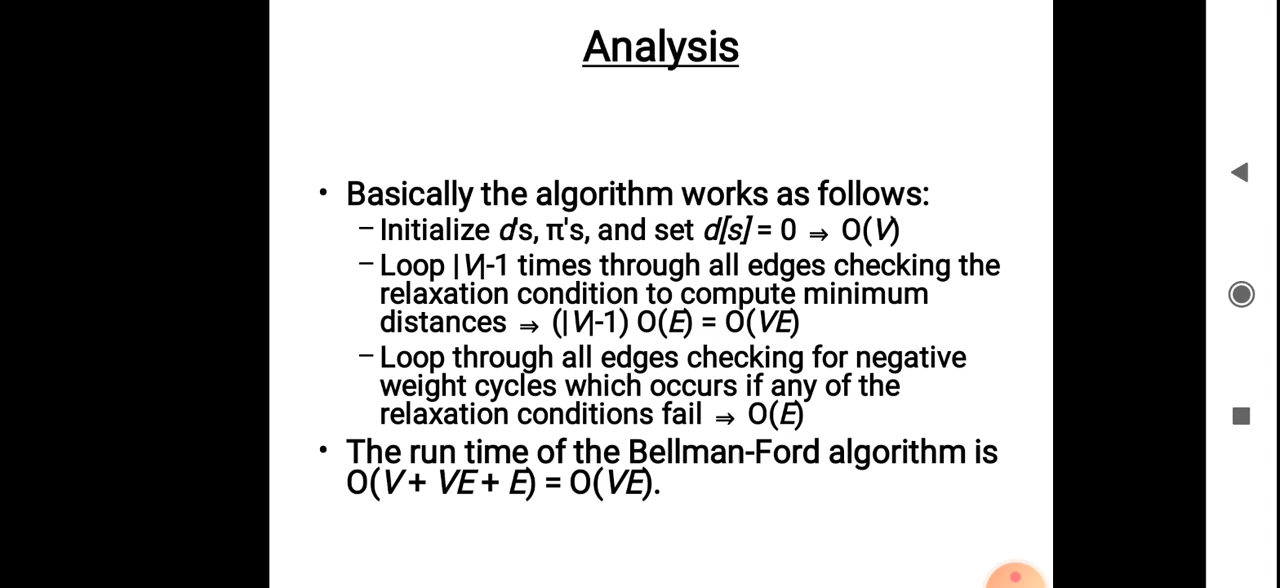 Analysis
• Basically the algorithm works as follows:
– Initialize d's, π's, and set d[s] = 0 ⇒ O(V)
– Loop |V|-1 times through all edges checking the
relaxation condition to compute minimum
distances ⇒ (|V|-1) O(E) = O(VE)
– Loop through all edges checking for negative
weight cycles which occurs if any of the
relaxation conditions fail ⇒ O(E)
• The run time of the Bellman-Ford algorithm is
O(V + VE + E) = O(VE).